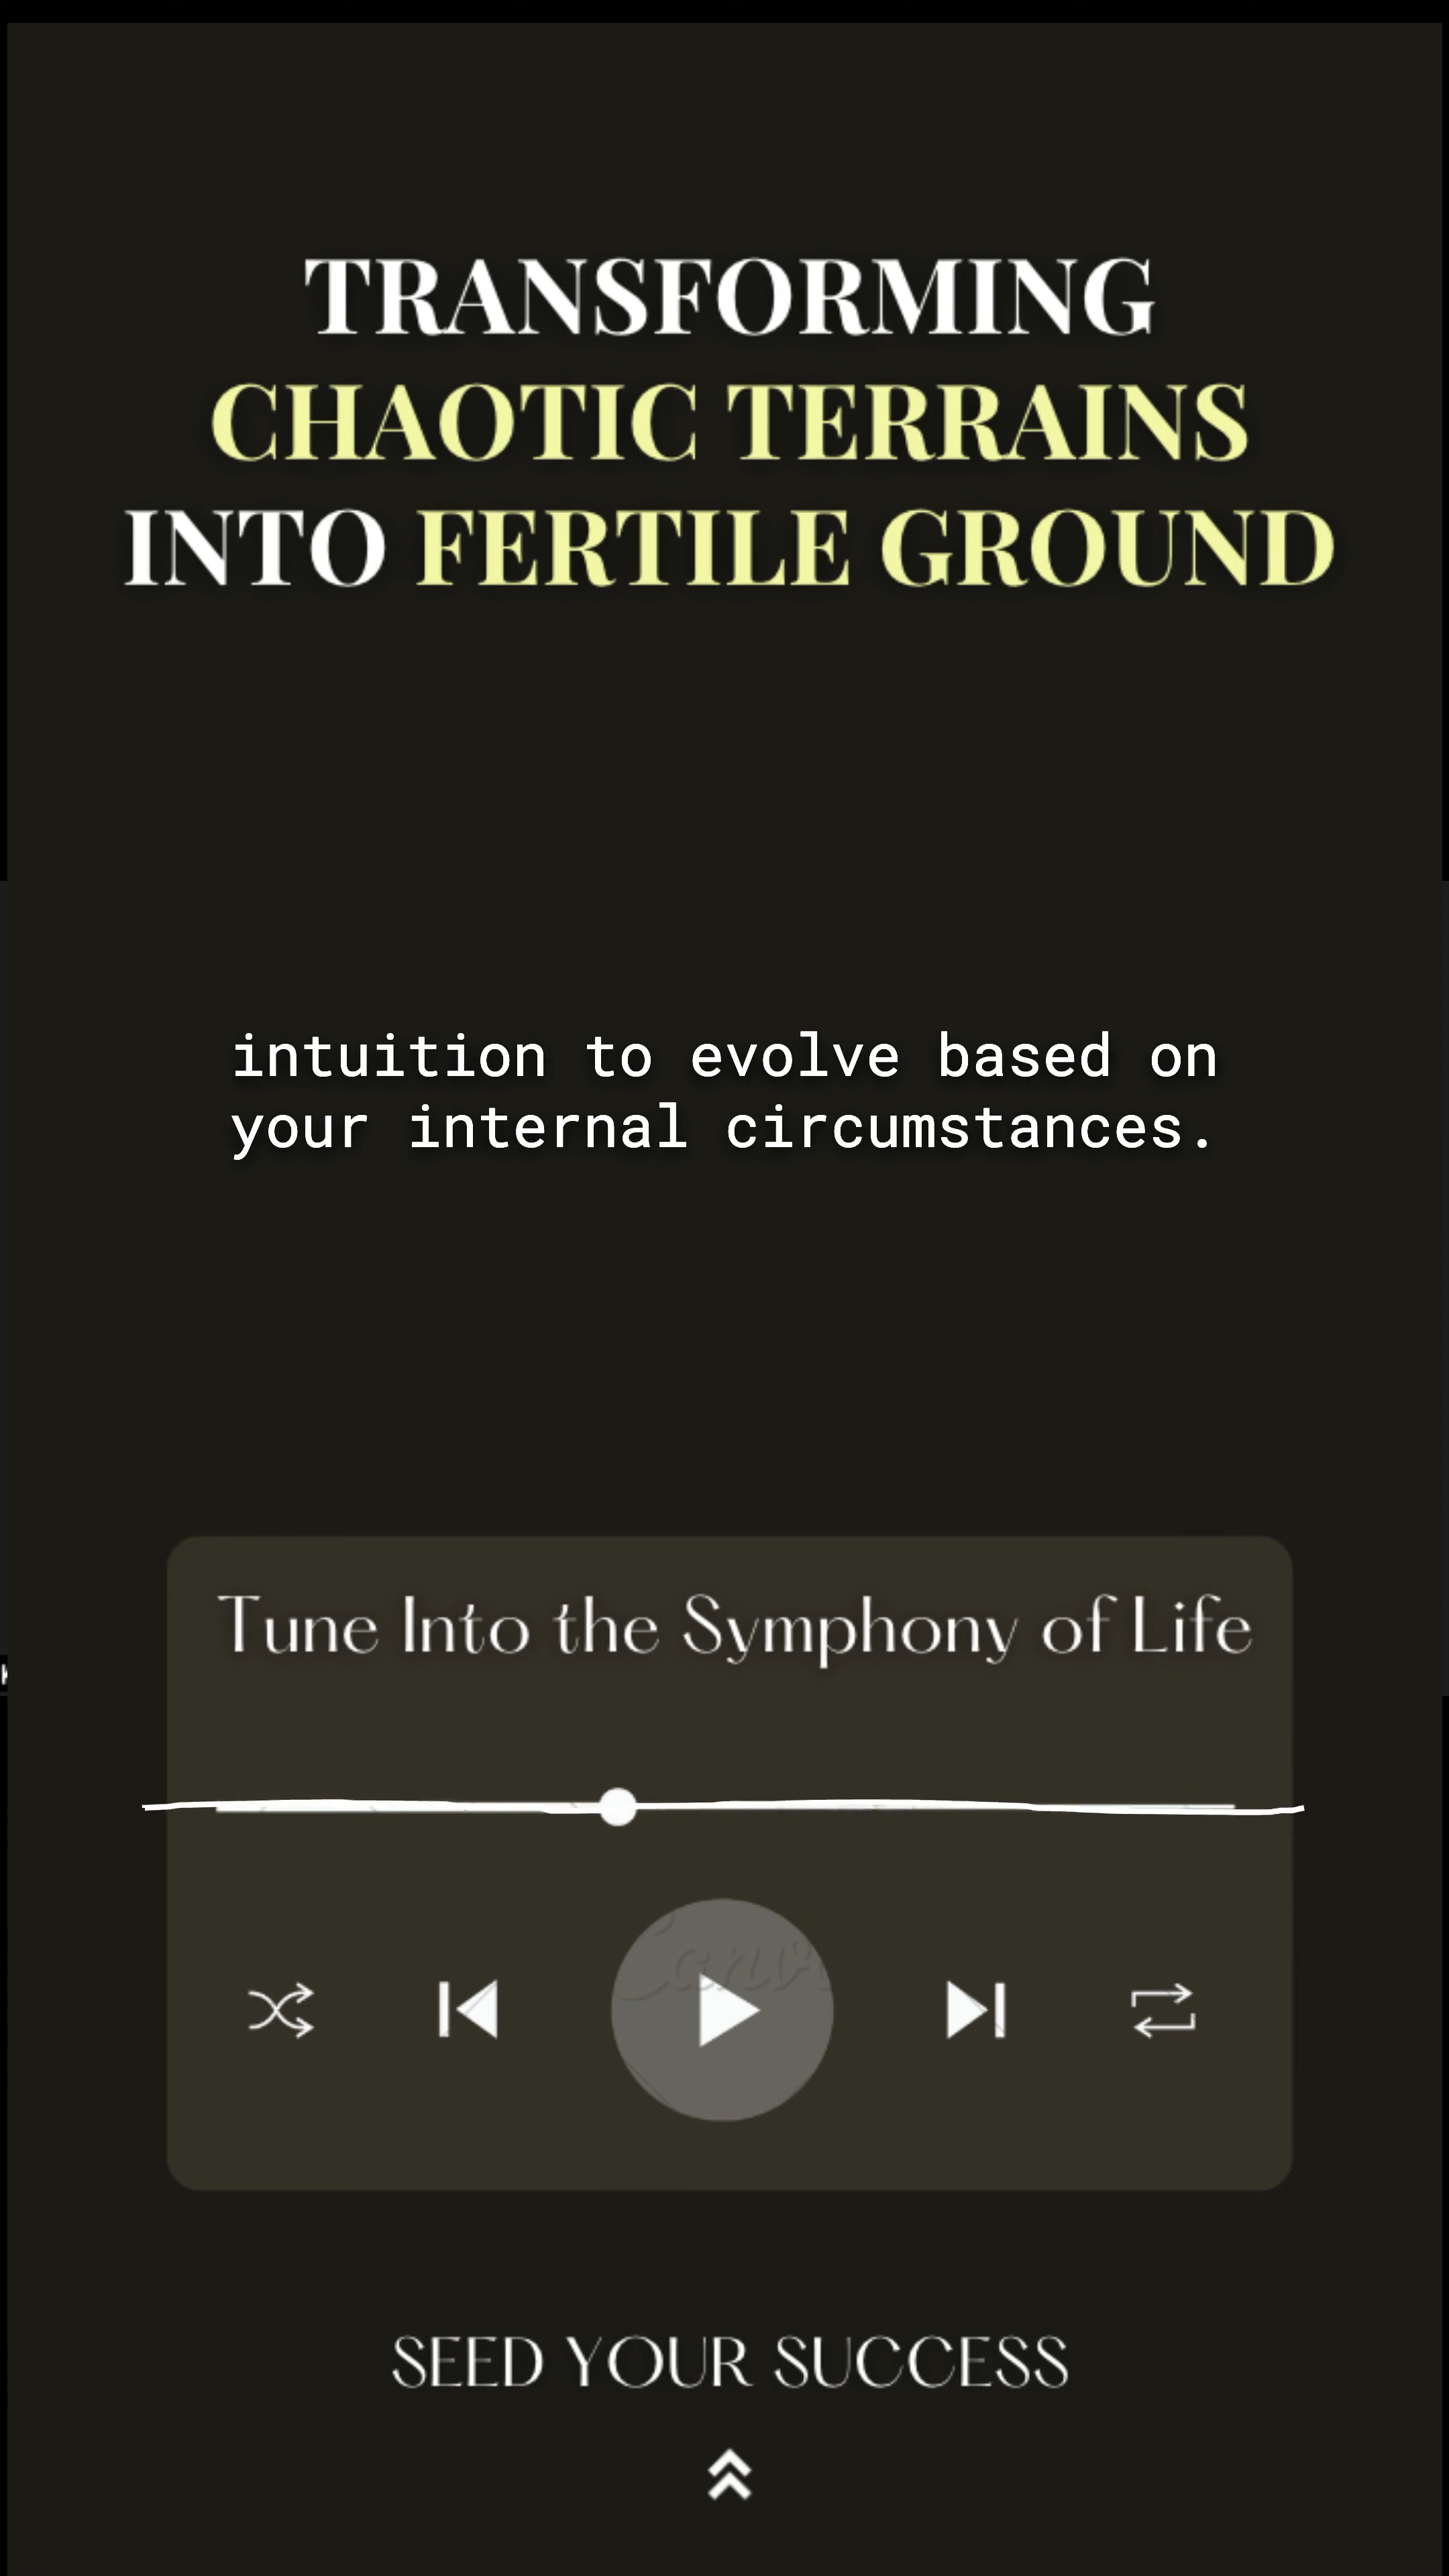 TRANSFORMING
CHAOTIC TERRAINS
INTO FERTILE GROUND
intuition to evolve based on
your internal circumstances.
Tune Into the Symphony of Life
SEED YOUR SUCCESS